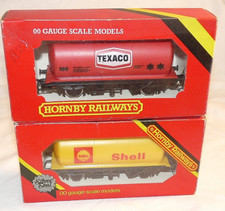 00 GAUGE SCALE MODELS
TEXACO
HORNBY RAILWAYS
Shell
Hornby Railways
00 gauge scale models